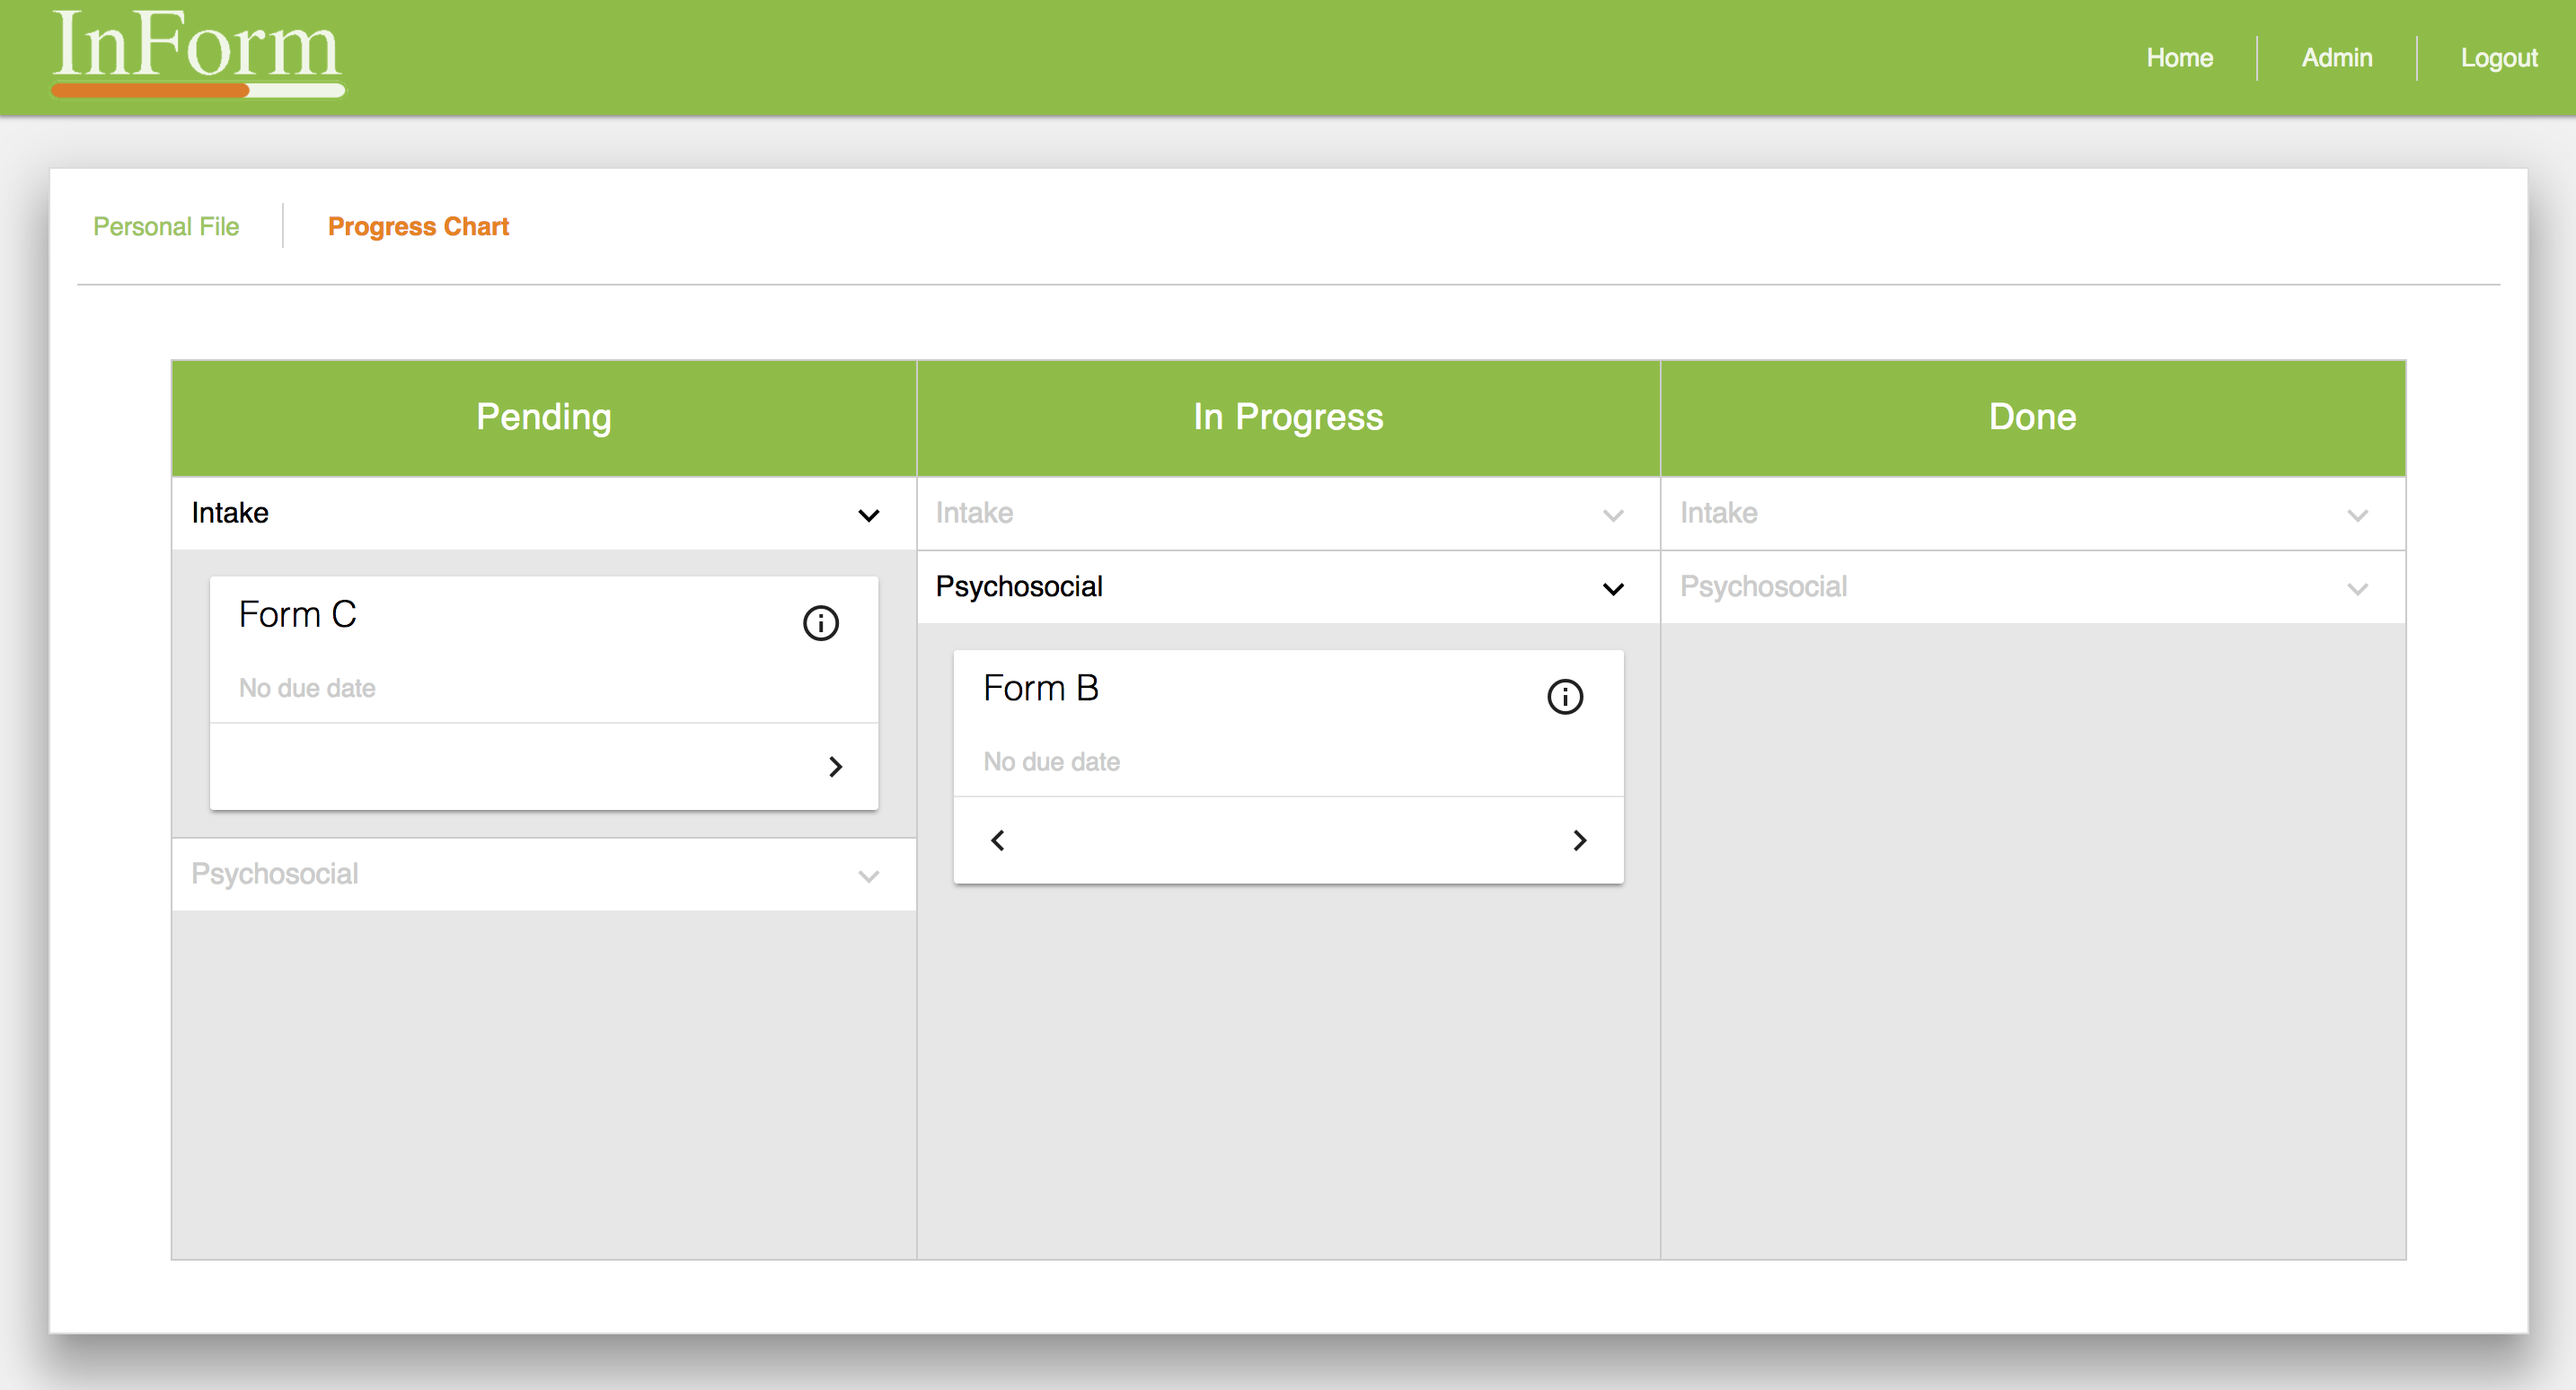 InForm
Home
Admin
Logout
Personal File
Progress Chart
Pending
In Progress
Done
Intake
Form C
No due date
Psychosocial
Intake
Psychosocial
Form B
No due date
Intake
Psychosocial